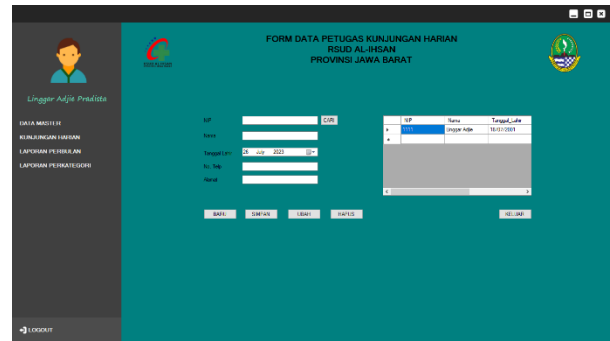 FORM DATA PETUGAS KUNJUNGAN HARIAN
RSUD AL-IHSAN
PROVINSI JAWA BARAT
Linggar Adjie Pradista
DATA MASTER
KUNJUNGAN HARIAN
LAPORAN PERBULAN
LAPORAN PERKATEGORI
LOGOUT
NIP
CARI
Nama
Tanggal Lahir
26 July 2023
No. Telp
Alamat
BARU
SIMPAN
UBAH
HAPUS
NIP Nama Tanggal_Lahir
1111 Linggar Adjie
KELUAR